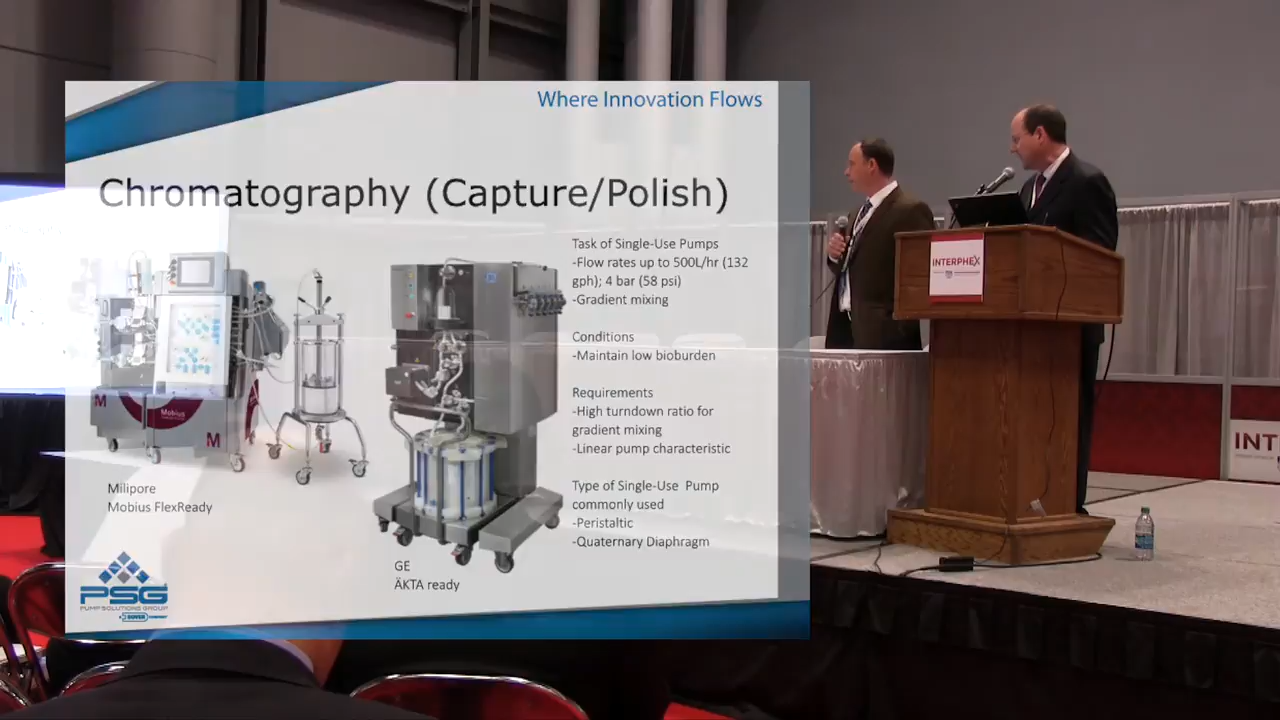 Where Innovation Flows
Chromatography (Capture/Polish)
Task of Single-Use Pumps
-Flow rates up to 500L/hr (132
gph); 4 bar (58 psi)
-Gradient mixing
Conditions
-Maintain low bioburden
Requirements
-High turndown ratio for
gradient mixing
-Linear pump characteristic
Type of Single-Use Pump
commonly used
-Peristaltic
-Quaternary Diaphragm
M
Mobius
M
Milipore
Mobius FlexReady
GE
ÄKTA ready
PSG
PUMP SOLUTIONS GROUP
DOVER COMPANY
INTERPHEX
INT